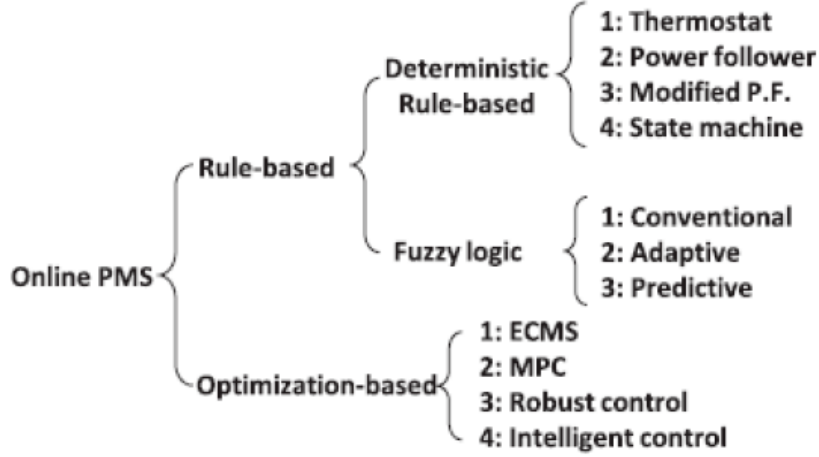 Online PMS
Rule-based
Deterministic
Rule-based
1: Thermostat
2: Power follower
3: Modified P.F.
4: State machine
Fuzzy logic
1: Conventional
2: Adaptive
3: Predictive
Optimization-based
1: ECMS
2: MPC
3: Robust control
4: Intelligent control